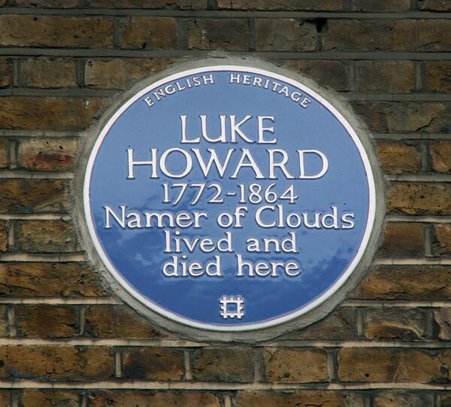 ENGLISH HERITAGE
LUKE
HOWARD
1772-1864
Namer of Clouds
lived and
died here